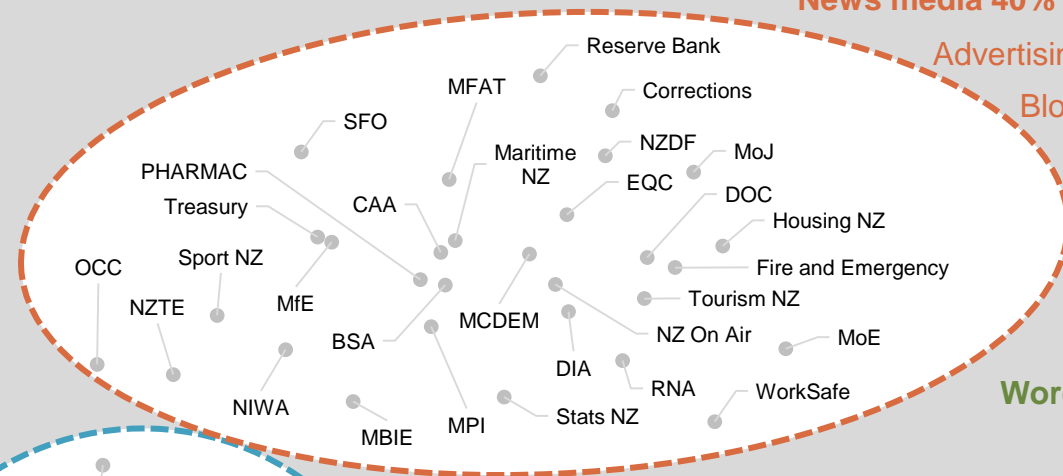 News media 40%
Reserve Bank
Advertisin
MFAT
Corrections
Blo
SFO
NZDF
MoJ
Maritime
NZ
PHARMAC
EQC
DOC
Treasury
CAA
Housing NZ
Sport NZ
OCC
Fire and Emergency
NZTE
MfE
Tourism NZ
MCDEM
NZ On Air
BSA
MoE
DIA
RNA
WorkSafe
Wor
NIWA
Stats NZ
MBIE
MPI